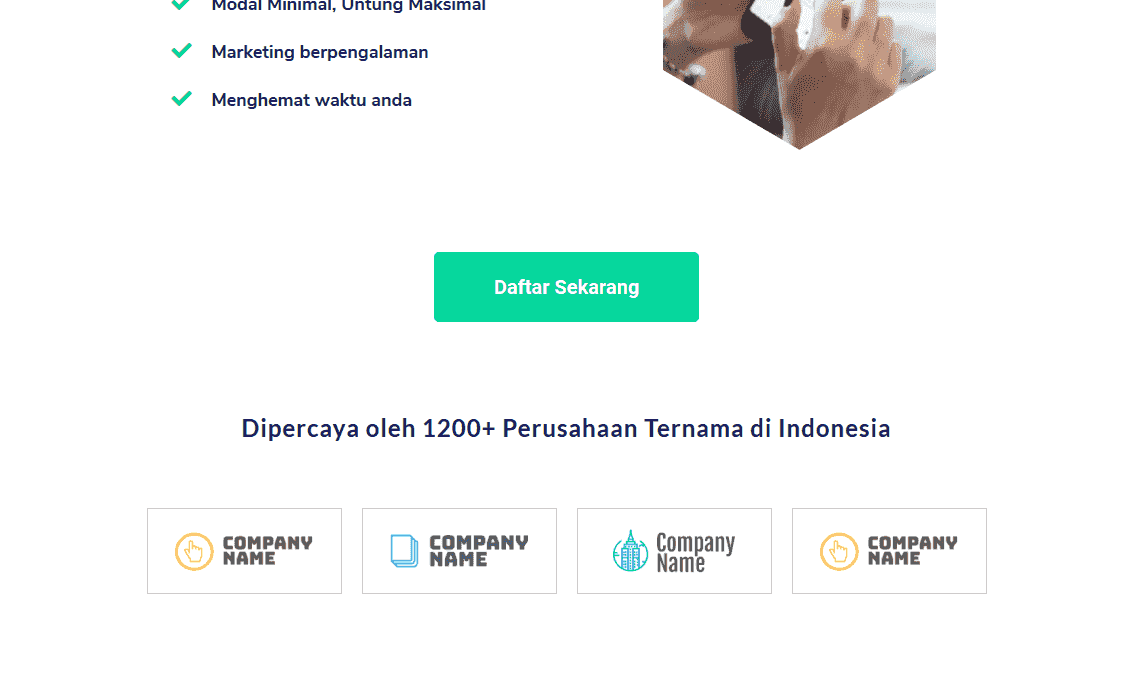 Modal Minimal, Untung Maksimal
Marketing berpengalaman
Menghemat waktu anda
Daftar Sekarang
Dipercaya oleh 1200+ Perusahaan Ternama di Indonesia
COMPANY
NAME
COMPANY
NAME
Company
Name
COMPANY
NAME